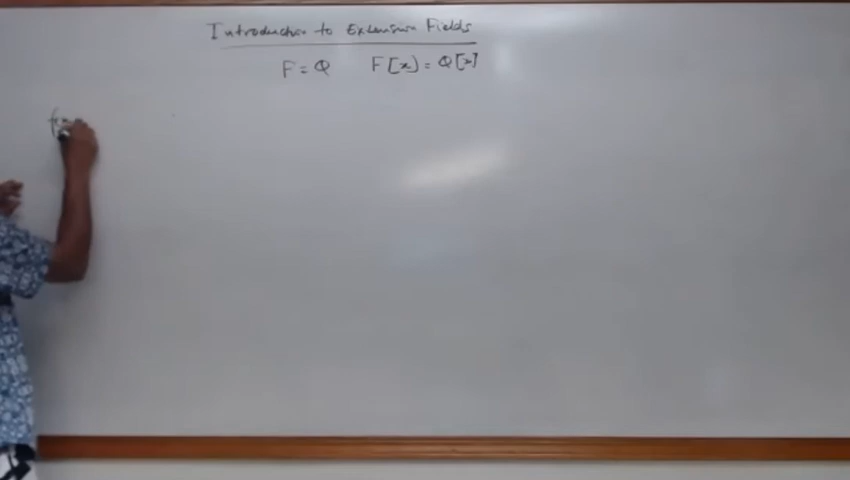 Introduction to Extension Fields
F = Q F[x] = Q[x]